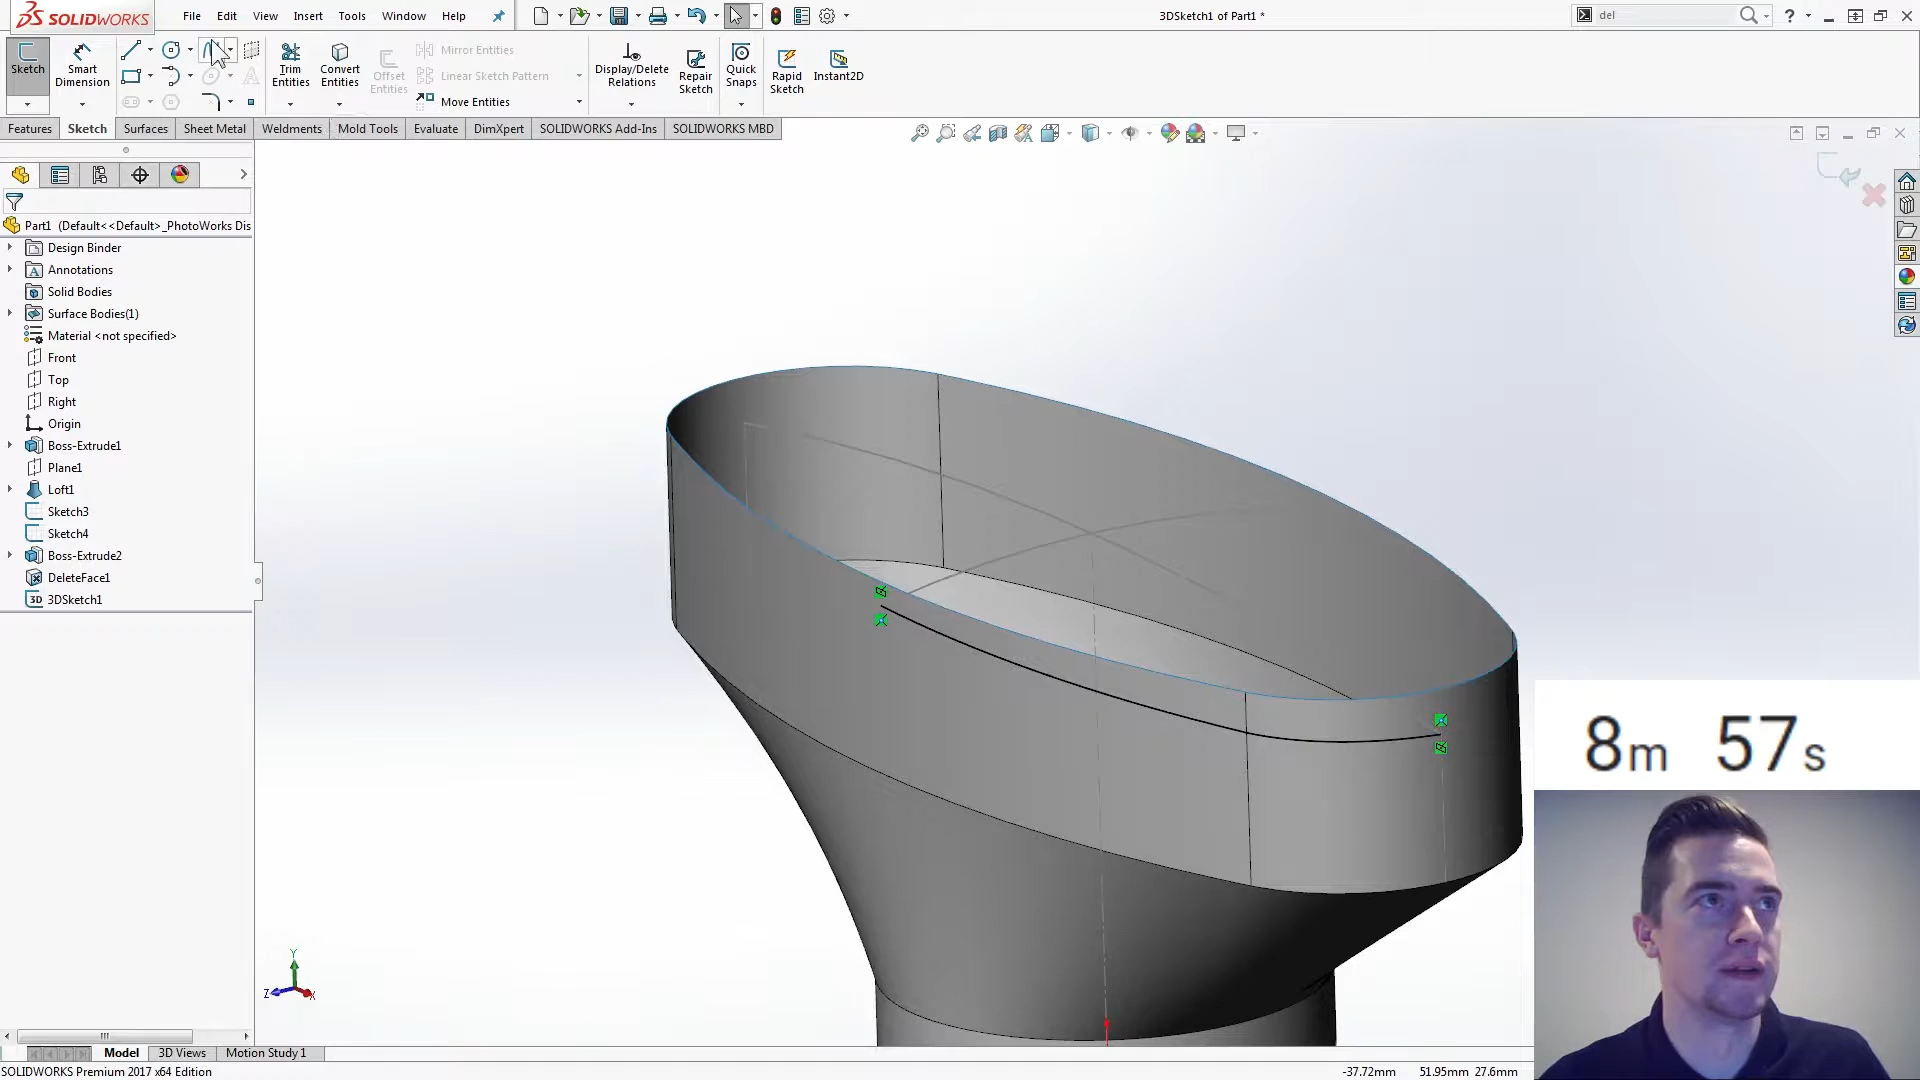 SOLIDWORKS
File Edit View Insert Tools Window Help
3DSketch1 of Part1 *
del
Sketch
Smart Dimension
Trim Entities
Convert Entities
Offset Entities
Mirror Entities
Linear Sketch Pattern
Move Entities
Display/Delete Relations
Repair Sketch
Quick Snaps
Rapid Sketch
Instant2D
Features Sketch Surfaces Sheet Metal Weldments Mold Tools Evaluate DimXpert SOLIDWORKS Add-Ins SOLIDWORKS MBD
Part1 (Default<<Default>_PhotoWorks Dis
Design Binder
Annotations
Solid Bodies
Surface Bodies(1)
Material <not specified>
Front
Top
Right
Origin
Boss-Extrude1
Plane1
Loft1
Sketch3
Sketch4
Boss-Extrude2
DeleteFace1
3D 3DSketch1
8m 57s
Y
Z X
Model 3D Views Motion Study 1
SOLIDWORKS Premium 2017 x64 Edition
-37.72mm 51.95mm 27.6mm